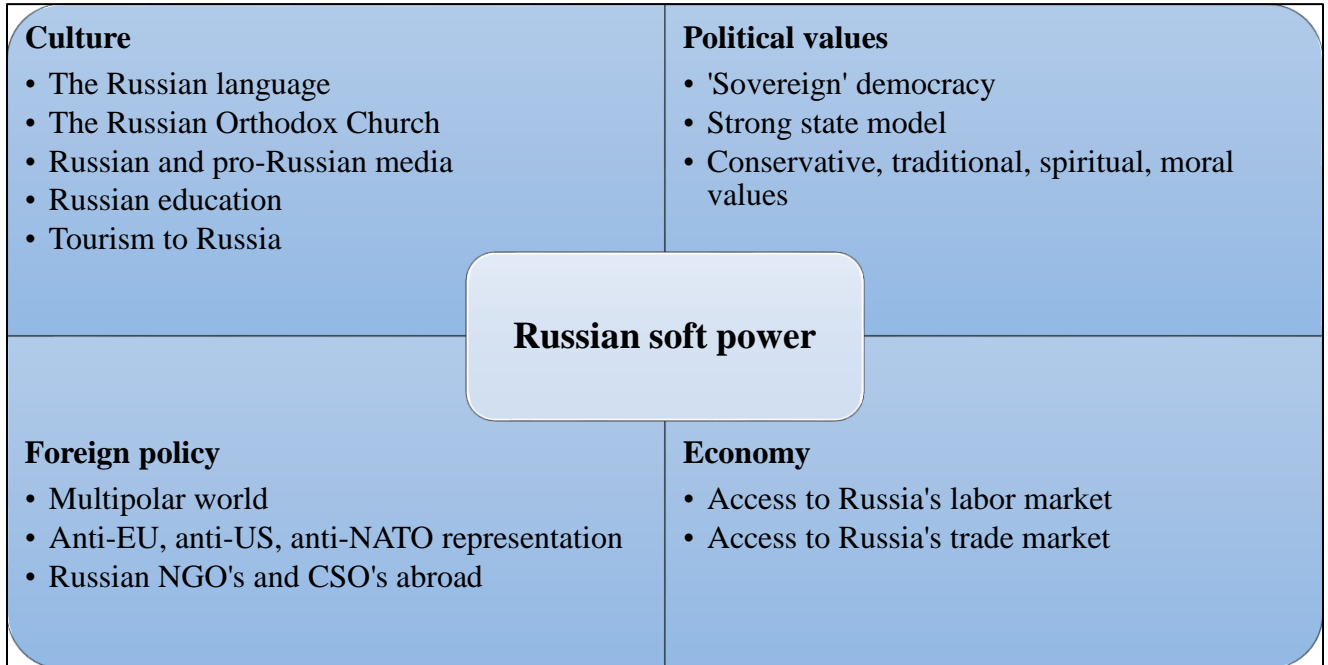 Culture
• The Russian language
• The Russian Orthodox Church
• Russian and pro-Russian media
• Russian education
• Tourism to Russia
Political values
• 'Sovereign' democracy
• Strong state model
• Conservative, traditional, spiritual, moral
values
Russian soft power
Foreign policy
• Multipolar world
• Anti-EU, anti-US, anti-NATO representation
• Russian NGO's and CSO's abroad
Economy
• Access to Russia's labor market
• Access to Russia's trade market